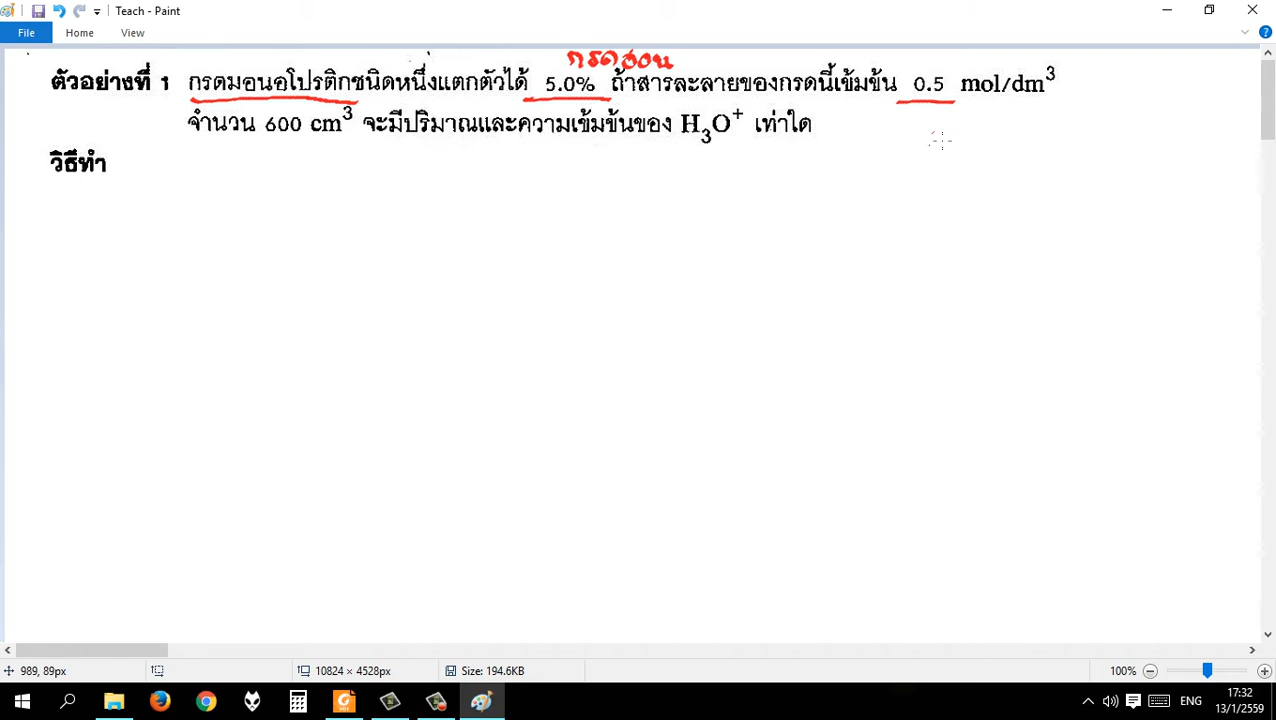 Teach - Paint
File Home View
กรดอ่อน
ตัวอย่างที่ 1 กรดมอนอโปรติกชนิดหนึ่งแตกตัวได้ 5.0% ถ้าสารละลายของกรดนี้เข้มข้น 0.5 mol/dm³
จำนวน 600 cm³ จะมีปริมาณและความเข้มข้นของ H₃O⁺ เท่าใด
วิธีทำ
989, 89px 10824 × 4528px Size: 194.6KB 100%
ENG 17:32
13/1/2559